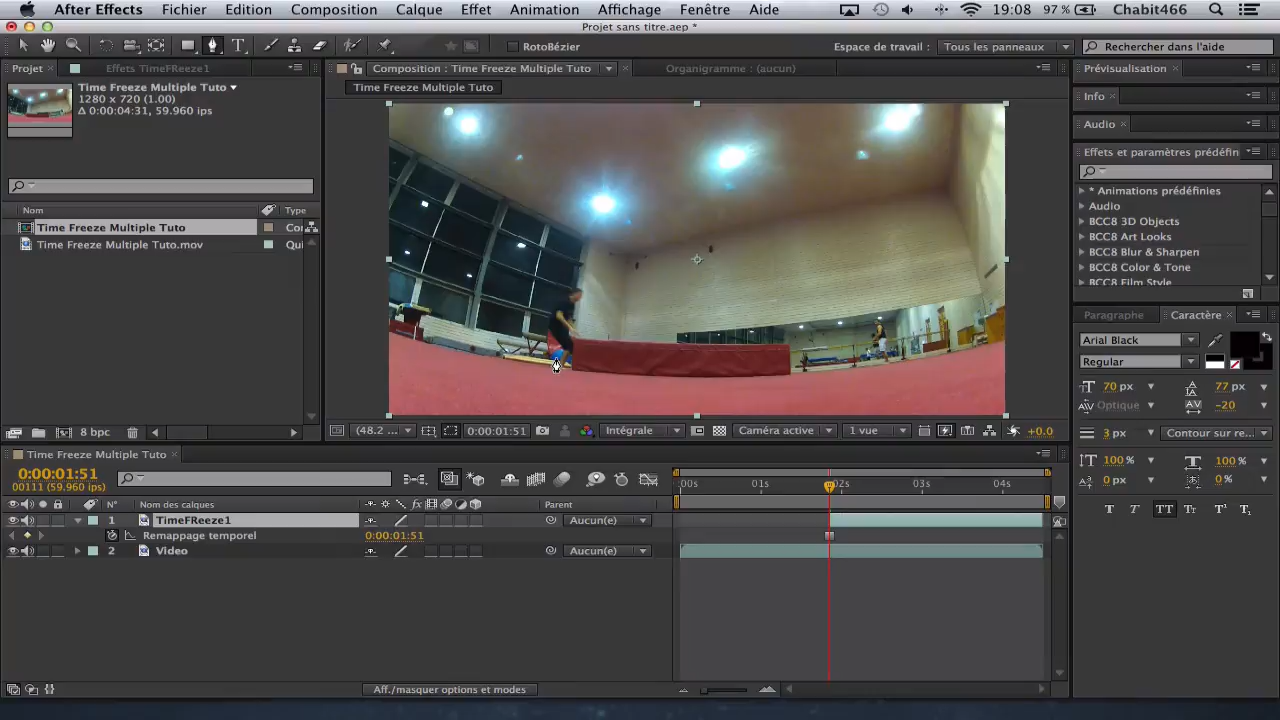 After Effects Fichier Edition Composition Calque Effet Animation Affichage Fenêtre Aide 19:08 97 % Chabit466
Projet sans titre.aep *
RotoBézier Espace de travail : Tous les panneaux Rechercher dans l'aide
Projet × Effets TimeFReeze1 Composition : Time Freeze Multiple Tuto × Organigramme : (aucun) Prévisualisation ×
Time Freeze Multiple Tuto
Time Freeze Multiple Tuto
1280 x 720 (1.00)
Δ 0:00:04:31, 59.960 ips
Info ×
Audio ×
Effets et paramètres prédéfin
* Animations prédéfinies
Audio
BCC8 3D Objects
BCC8 Art Looks
BCC8 Blur & Sharpen
BCC8 Color & Tone
BCC8 Film Style
Nom Type
Time Freeze Multiple Tuto Co
Time Freeze Multiple Tuto.mov Qui
Paragraphe Caractère ×
Arial Black
Regular
70 px 77 px
Optique -20
3 px Contour sur re...
100 % 100 %
0 px 0 %
T T TT Tt T¹ T₁
8 bpc
(48.2 ... 0:00:01:51 Intégrale Caméra active 1 vue +0.0
Time Freeze Multiple Tuto ×
0:00:01:51
00111 (59.960 ips)
:00s 01s 02s 03s 04s
N° Nom des calques Parent
1 TimeFReeze1 Aucun(e)
Remappage temporel 0:00:01:51
2 Video Aucun(e)
Aff./masquer options et modes